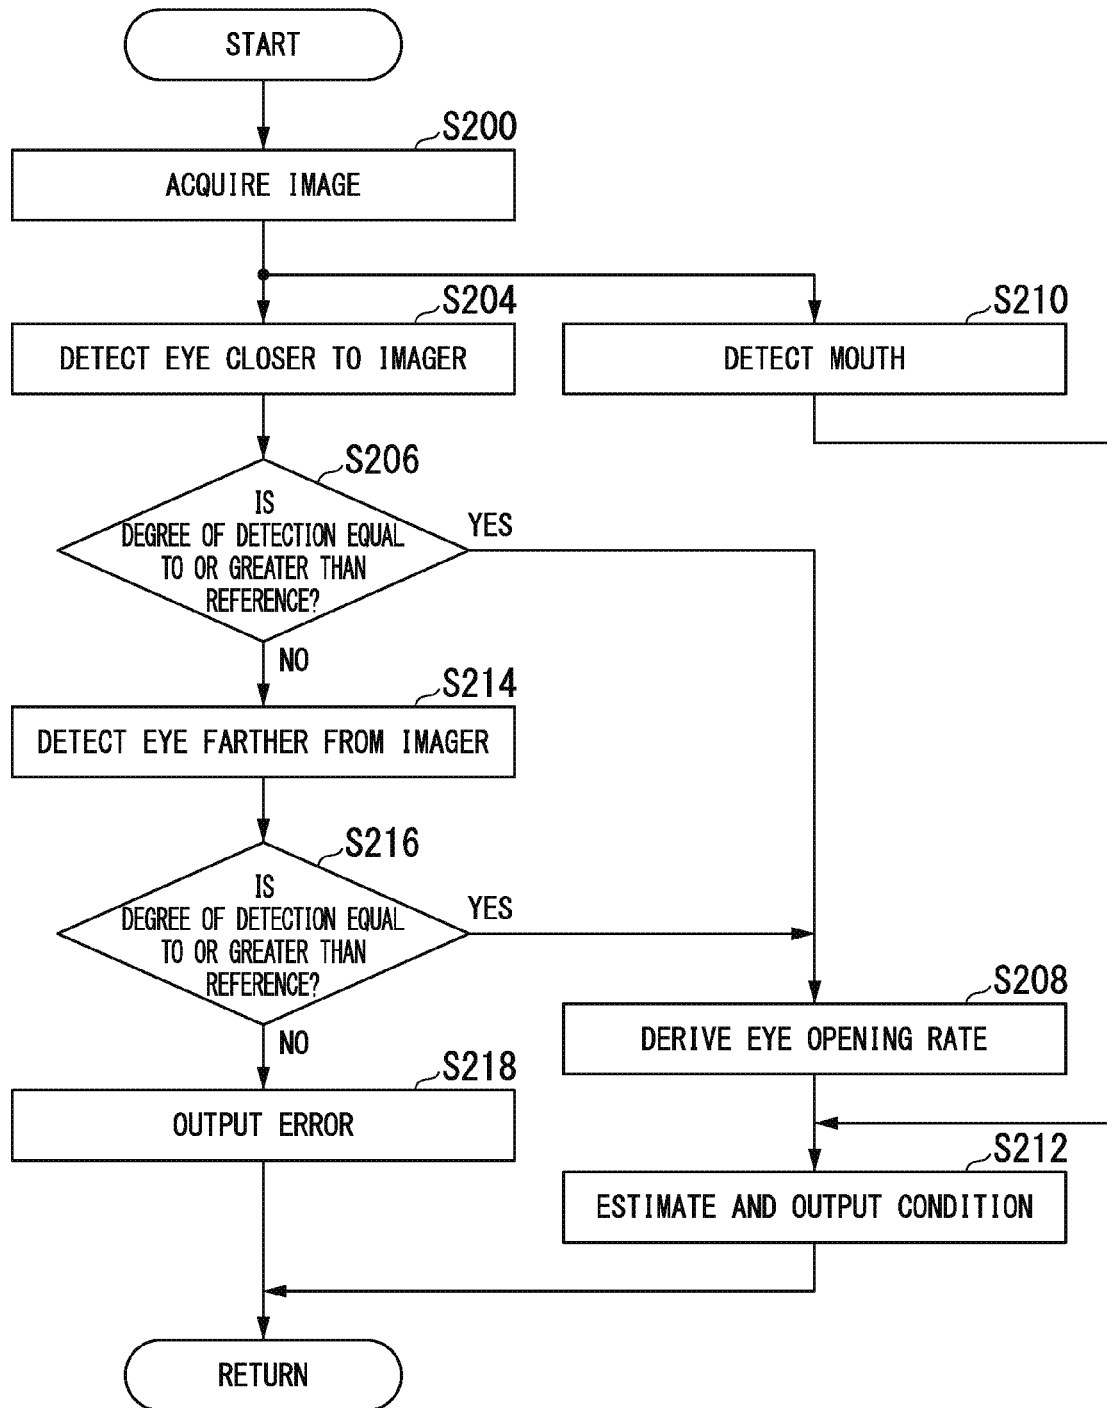 START
S200
ACQUIRE IMAGE
S204
DETECT EYE CLOSER TO IMAGER
S210
DETECT MOUTH
S206
IS
DEGREE OF DETECTION EQUAL
TO OR GREATER THAN
REFERENCE?
YES
NO
S214
DETECT EYE FARTHER FROM IMAGER
S216
IS
DEGREE OF DETECTION EQUAL
TO OR GREATER THAN
REFERENCE?
YES
NO
S208
DERIVE EYE OPENING RATE
S218
OUTPUT ERROR
S212
ESTIMATE AND OUTPUT CONDITION
RETURN